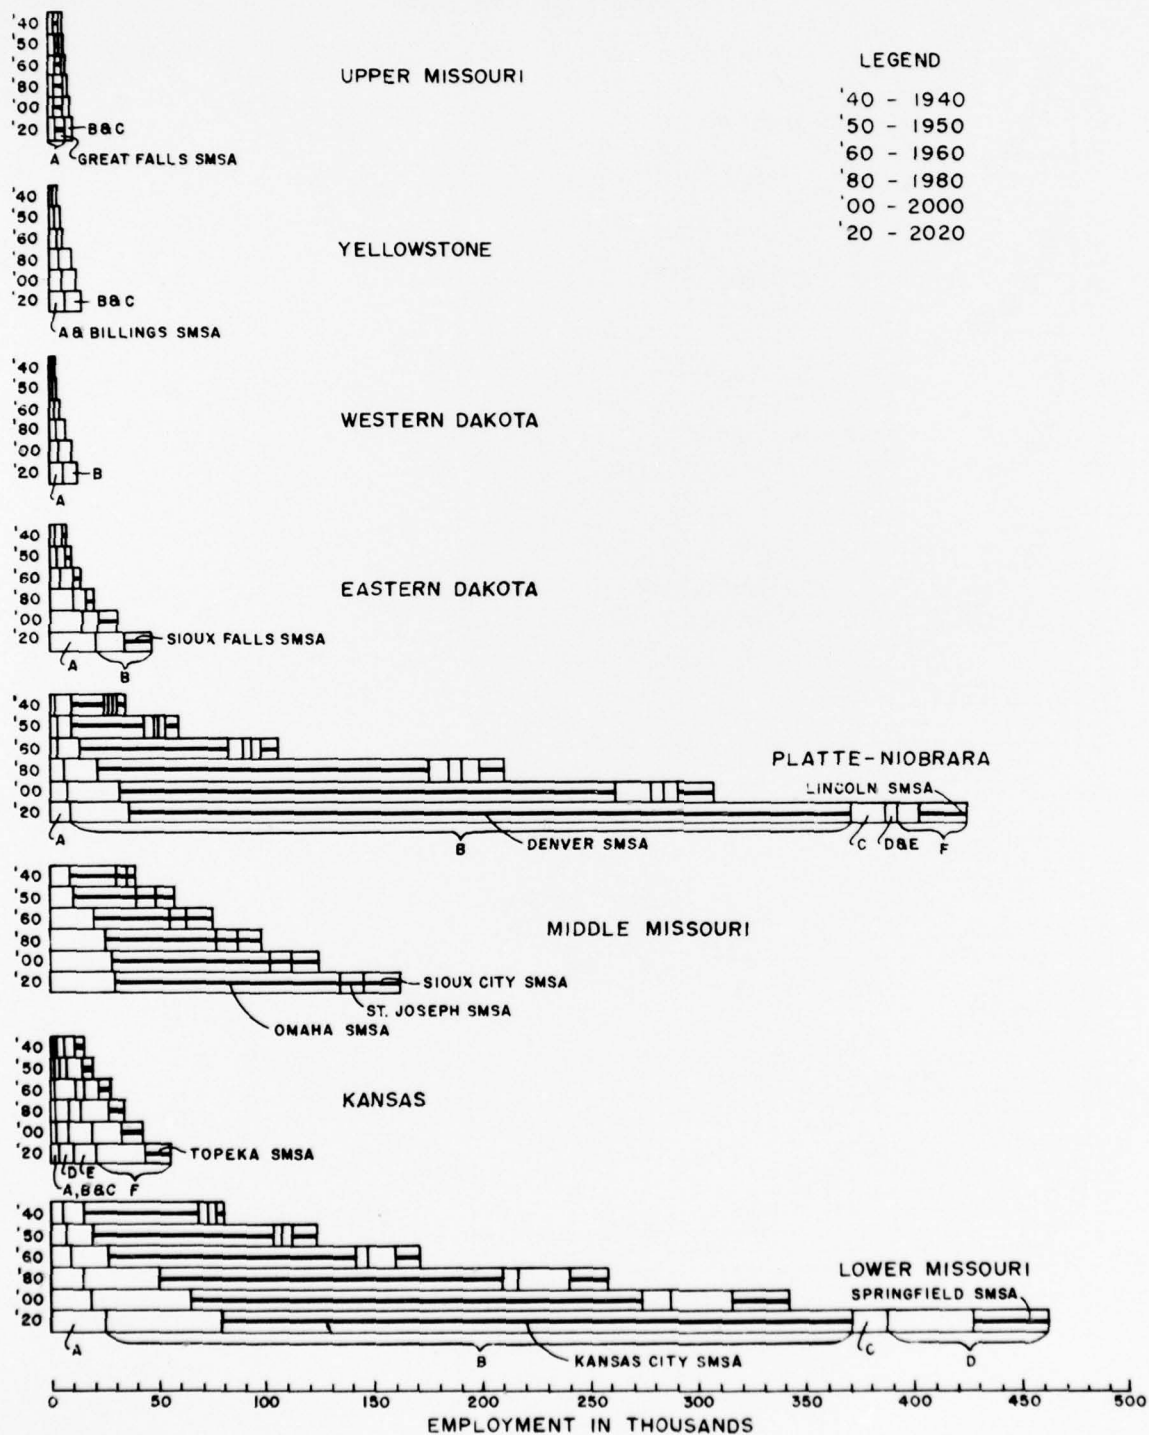 '40
'50
'60
'80
'00
'20
UPPER MISSOURI
B&C
A
GREAT FALLS SMSA
LEGEND
'40 - 1940
'50 - 1950
'60 - 1960
'80 - 1980
'00 - 2000
'20 - 2020
'40
'50
'60
'80
'00
'20
YELLOWSTONE
B&C
A & BILLINGS SMSA
'40
'50
'60
'80
'00
'20
WESTERN DAKOTA
B
A
'40
'50
'60
'80
'00
'20
EASTERN DAKOTA
SIOUX FALLS SMSA
A
B
'40
'50
'60
'80
'00
'20
PLATTE-NIOBRARA
LINCOLN SMSA
A
B
DENVER SMSA
C
D&E
F
'40
'50
'60
'80
'00
'20
MIDDLE MISSOURI
SIOUX CITY SMSA
ST. JOSEPH SMSA
OMAHA SMSA
'40
'50
'60
'80
'00
'20
KANSAS
TOPEKA SMSA
D E
A, B&C F
'40
'50
'60
'80
'00
'20
LOWER MISSOURI
SPRINGFIELD SMSA
A
B
KANSAS CITY SMSA
C
D
0 50 100 150 200 250 300 350 400 450 500
EMPLOYMENT IN THOUSANDS